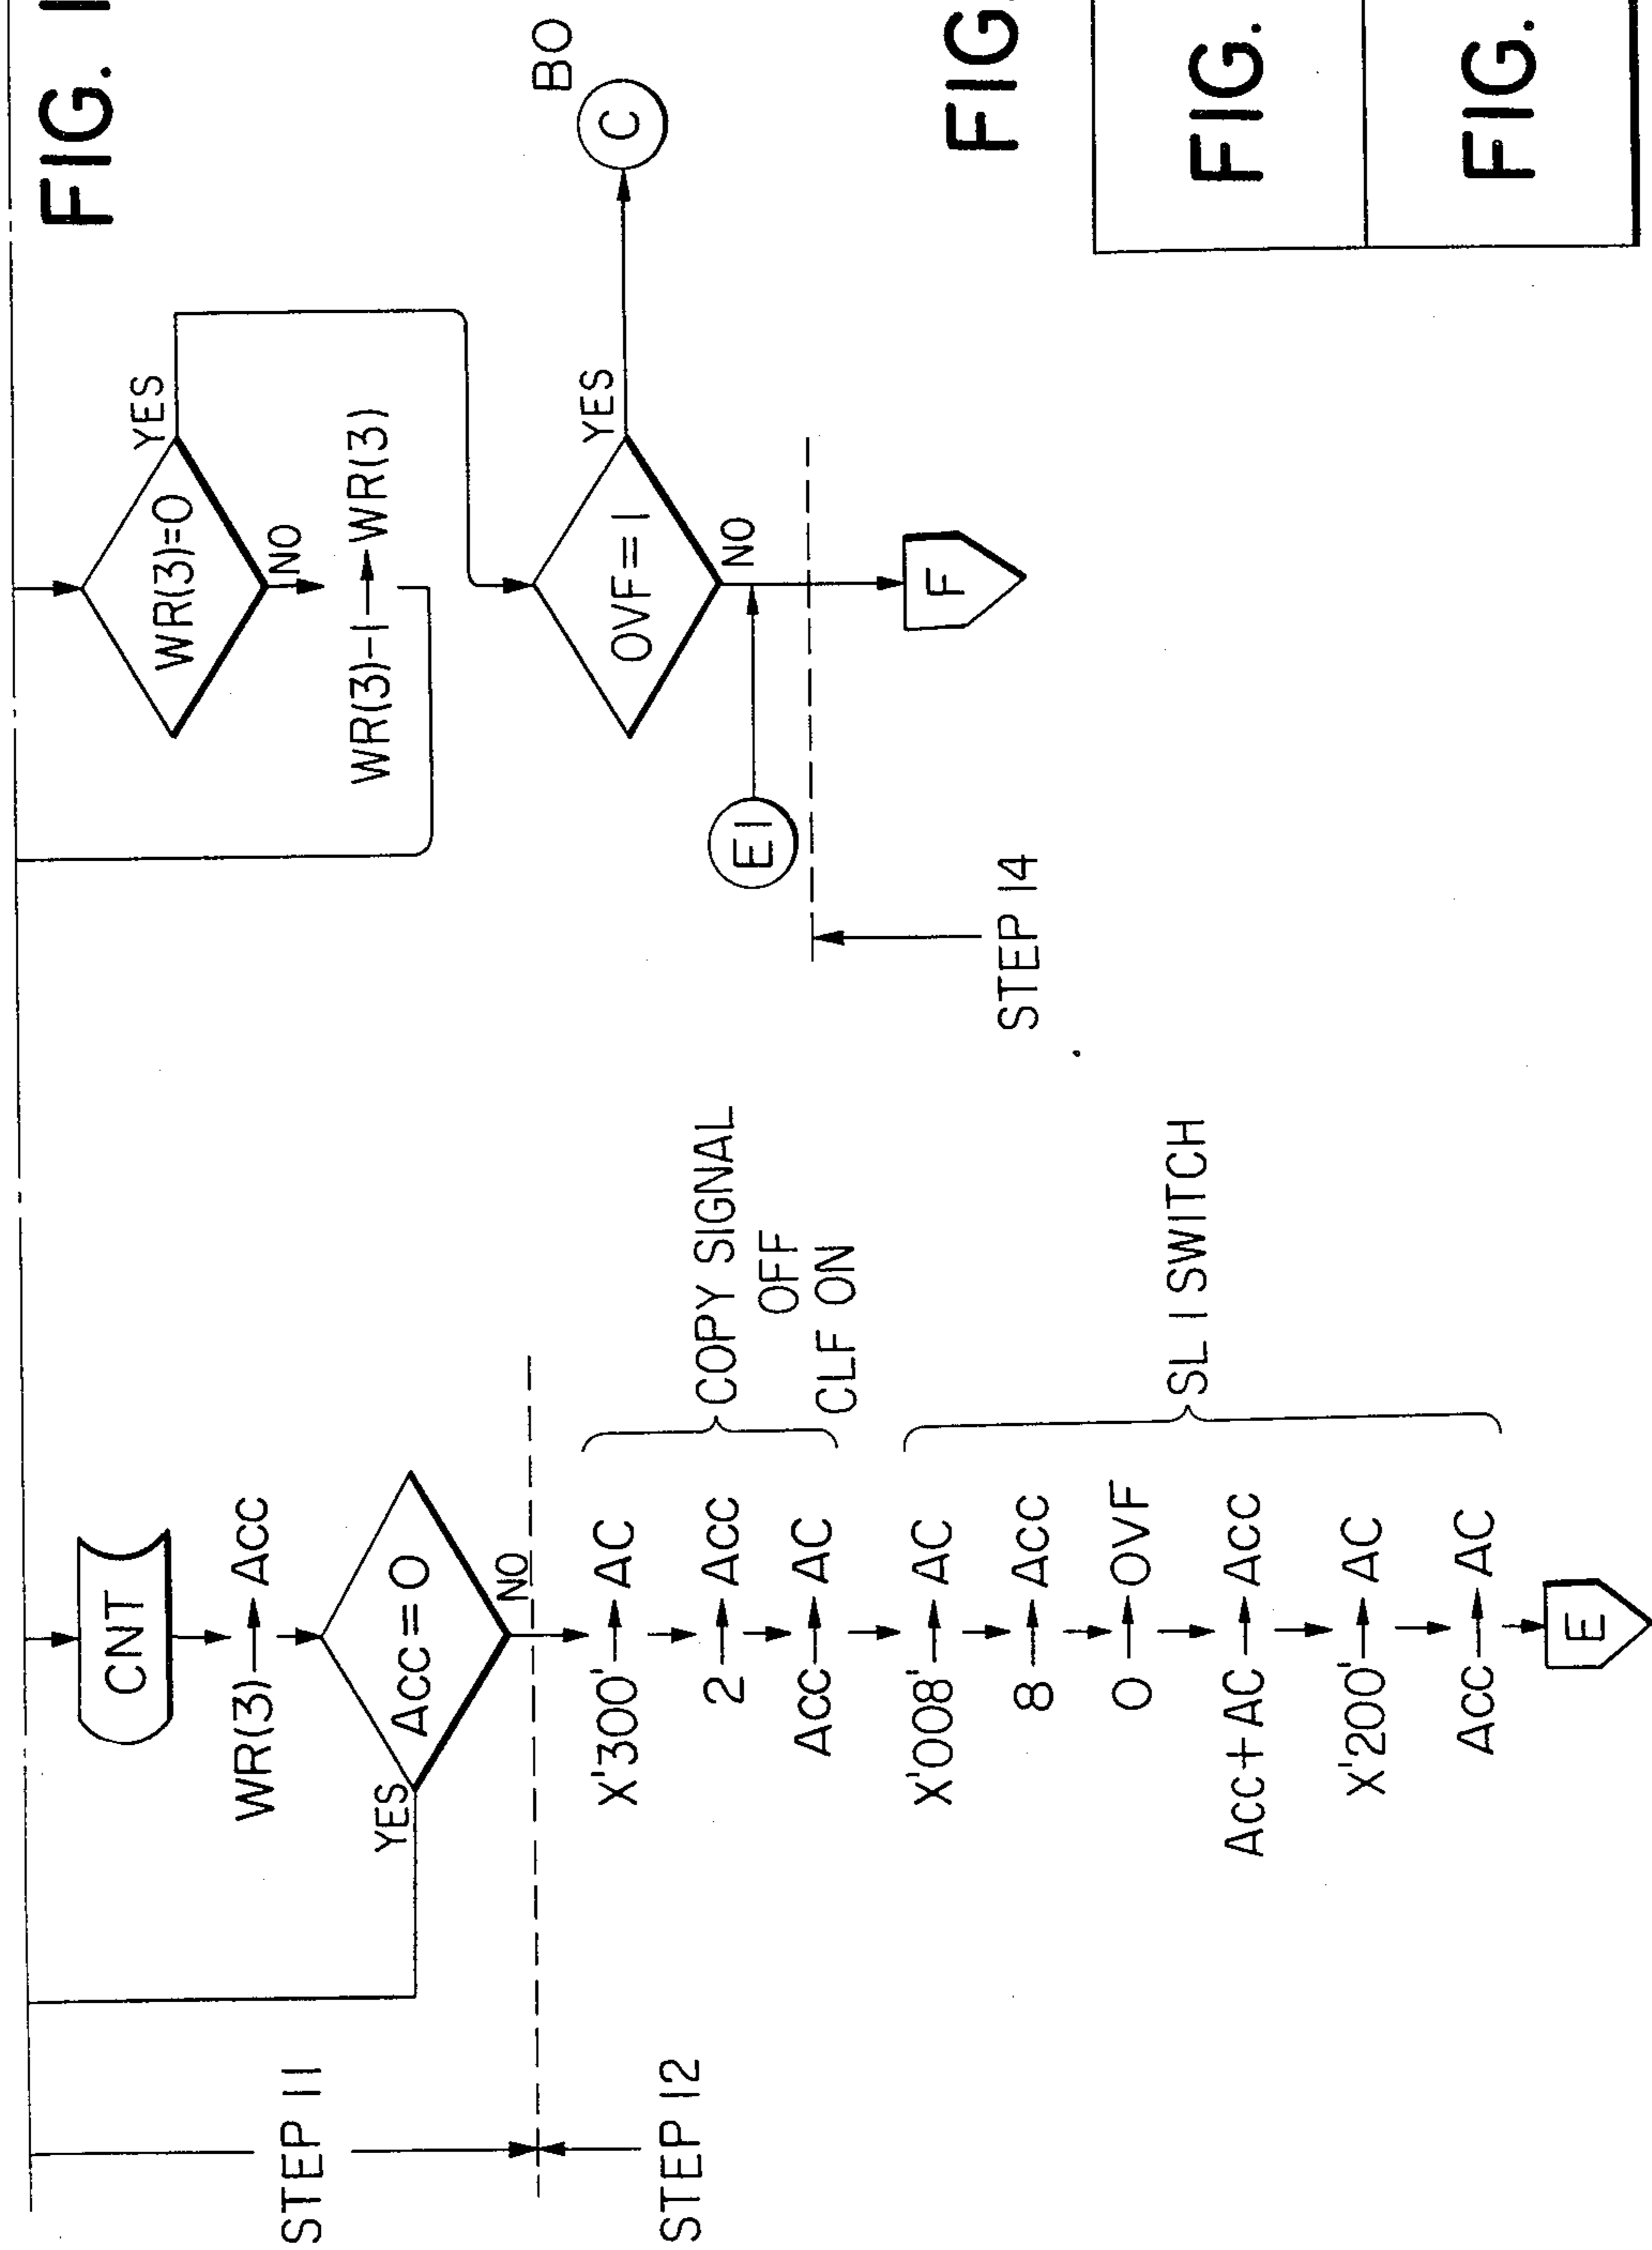 STEP 11
CNT
WR(3)→Acc
Acc=0
YES
NO
STEP 12
X'300'→AC
2→Acc
Acc→AC
COPY SIGNAL
OFF
CLF ON
X'008'→AC
8→Acc
0→OVF
Acc+AC→Acc
X'200'→AC
Acc→AC
SL 1 SWITCH
E
FIG. 1
WR(3)=0
YES
NO
WR(3)-1→WR(3)
OVF=1
YES
BO
C
NO
E1
STEP 14
F
FIG.
FIG.
FIG.